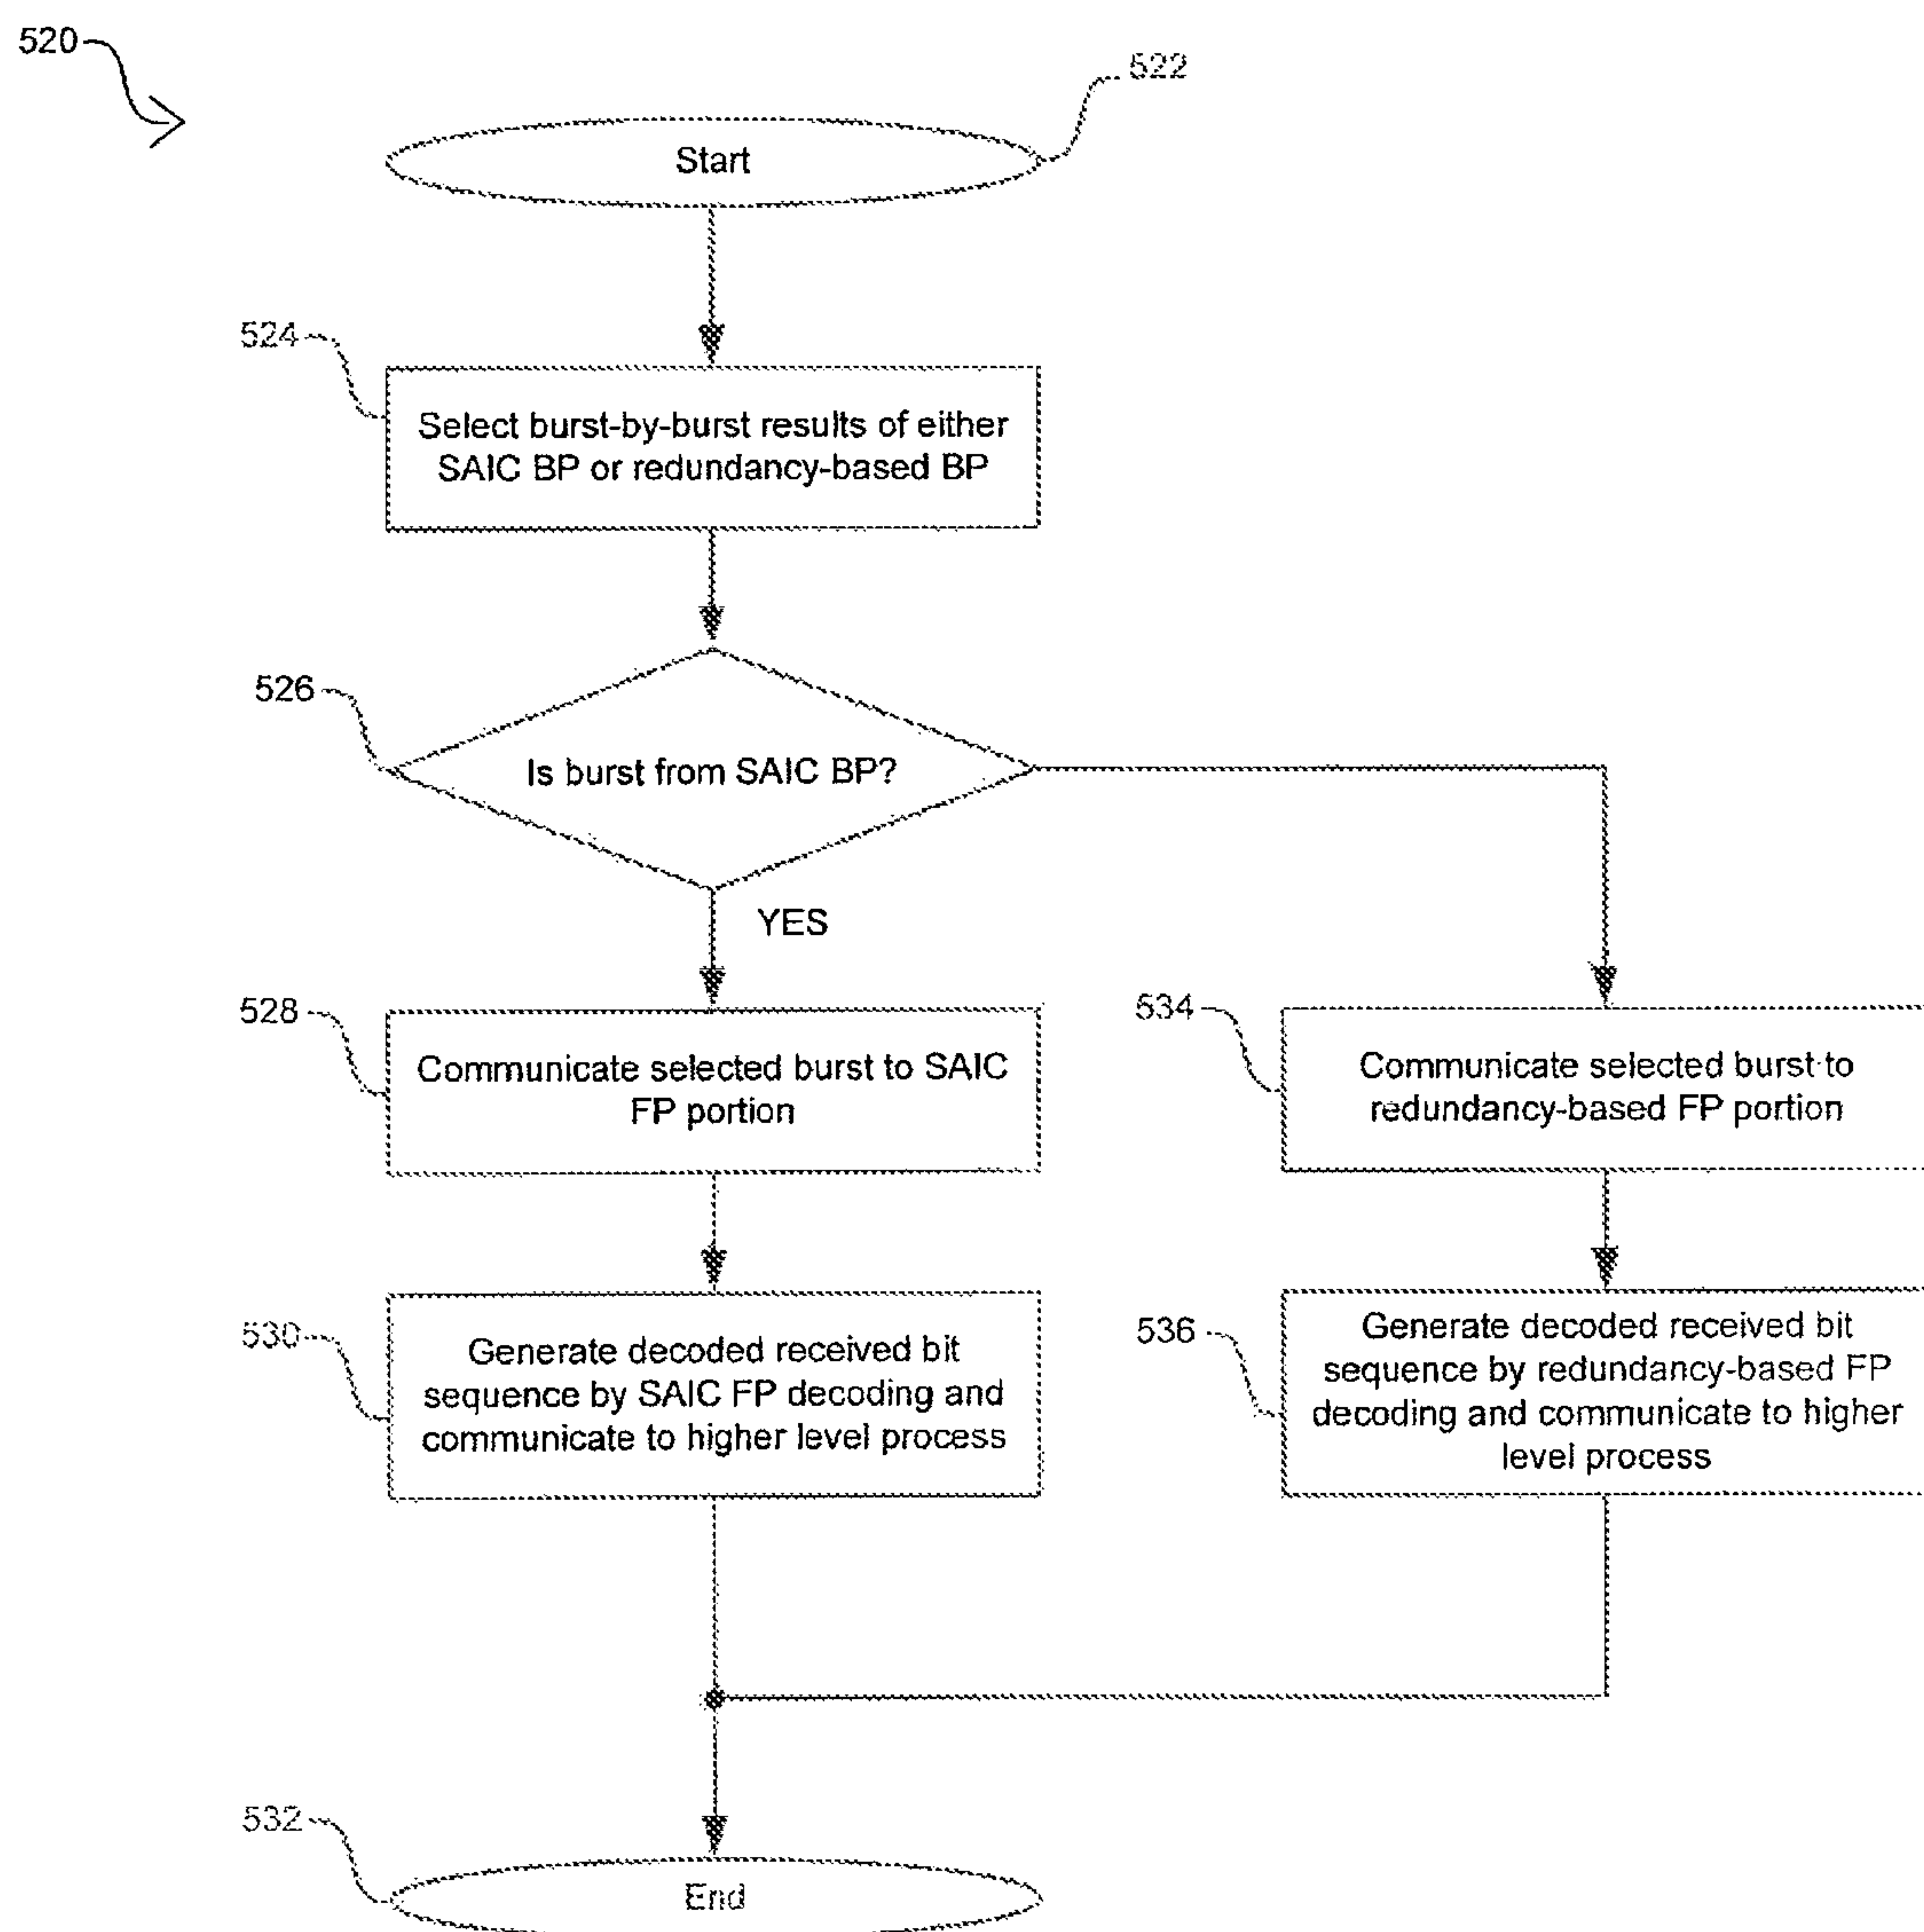 520
522
Start
524
Select burst-by-burst results of either
SAIC BP or redundancy-based BP
526
Is burst from SAIC BP?
YES
528
Communicate selected burst to SAIC
FP portion
534
Communicate selected burst to
redundancy-based FP portion
530
Generate decoded received bit
sequence by SAIC FP decoding and
communicate to higher level process
536
Generate decoded received bit
sequence by redundancy-based FP
decoding and communicate to higher
level process
532
End